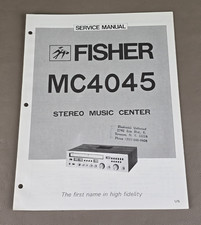 SERVICE MANUAL
FISHER
MC4045
STEREO MUSIC CENTER
The first name in high fidelity